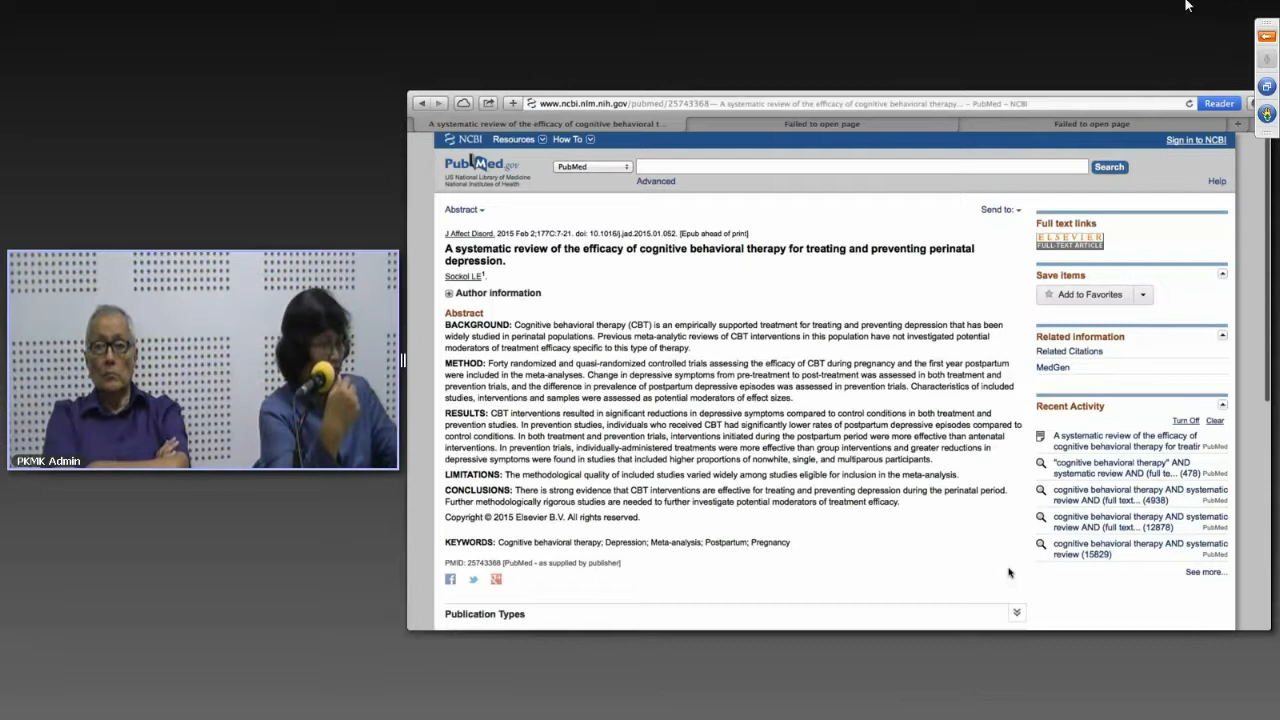 www.ncbi.nlm.nih.gov/pubmed/25743368— A systematic review of the efficacy of cognitive behavioral therapy... – PubMed – NCBI
Reader
A systematic review of the efficacy of cognitive behavioral t...
Failed to open page
Failed to open page
NCBI Resources How To
Sign in to NCBI
PubMed.gov
US National Library of Medicine
National Institutes of Health
PubMed
Search
Advanced
Help
Abstract
Send to:
J Affect Disord. 2015 Feb 2;177C:7-21. doi: 10.1016/j.jad.2015.01.052. [Epub ahead of print]
A systematic review of the efficacy of cognitive behavioral therapy for treating and preventing perinatal
depression.
Sockol LE1.
Author information
Abstract
BACKGROUND: Cognitive behavioral therapy (CBT) is an empirically supported treatment for treating and preventing depression that has been
widely studied in perinatal populations. Previous meta-analytic reviews of CBT interventions in this population have not investigated potential
moderators of treatment efficacy specific to this type of therapy.
METHOD: Forty randomized and quasi-randomized controlled trials assessing the efficacy of CBT during pregnancy and the first year postpartum
were included in the meta-analyses. Change in depressive symptoms from pre-treatment to post-treatment was assessed in both treatment and
prevention trials, and the difference in prevalence of postpartum depressive episodes was assessed in prevention trials. Characteristics of included
studies, interventions and samples were assessed as potential moderators of effect sizes.
RESULTS: CBT interventions resulted in significant reductions in depressive symptoms compared to control conditions in both treatment and
prevention studies. In prevention studies, individuals who received CBT had significantly lower rates of postpartum depressive episodes compared to
control conditions. In both treatment and prevention trials, interventions initiated during the postpartum period were more effective than antenatal
interventions. In prevention trials, individually-administered treatments were more effective than group interventions and greater reductions in
depressive symptoms were found in studies that included higher proportions of nonwhite, single, and multiparous participants.
LIMITATIONS: The methodological quality of included studies varied widely among studies eligible for inclusion in the meta-analysis.
CONCLUSIONS: There is strong evidence that CBT interventions are effective for treating and preventing depression during the perinatal period.
Further methodologically rigorous studies are needed to further investigate potential moderators of treatment efficacy.
Copyright © 2015 Elsevier B.V. All rights reserved.
KEYWORDS: Cognitive behavioral therapy; Depression; Meta-analysis; Postpartum; Pregnancy
PMID: 25743368 [PubMed - as supplied by publisher]
Publication Types
Full text links
ELSEVIER
FULL-TEXT ARTICLE
Save items
Add to Favorites
Related information
Related Citations
MedGen
Recent Activity
Turn Off Clear
A systematic review of the efficacy of
cognitive behavioral therapy for treatin PubMed
"cognitive behavioral therapy" AND
systematic review AND (full te... (478) PubMed
cognitive behavioral therapy AND systematic
review AND (full text... (4938) PubMed
cognitive behavioral therapy AND systematic
review AND (full text... (12878) PubMed
cognitive behavioral therapy AND systematic
review (15829) PubMed
See more...
PKMK Admin